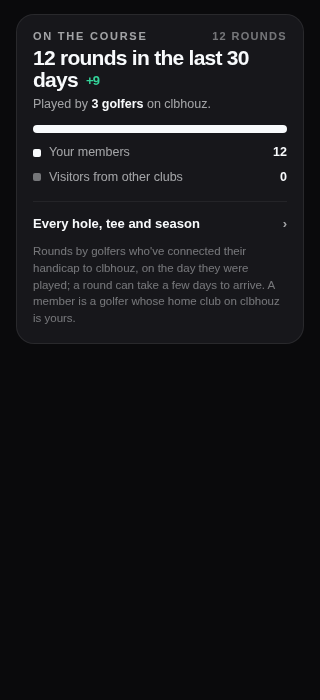 ON THE COURSE 12 ROUNDS
12 rounds in the last 30
days +9
Played by 3 golfers on clbhouz.
Your members 12
Visitors from other clubs 0
Every hole, tee and season ›
Rounds by golfers who've connected their
handicap to clbhouz, on the day they were
played; a round can take a few days to arrive. A
member is a golfer whose home club on clbhouz
is yours.